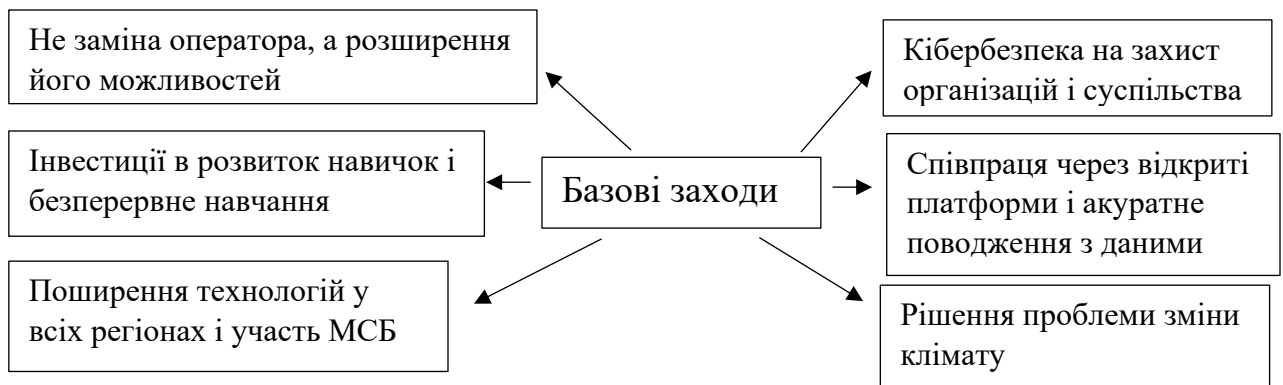 Не заміна оператора, а розширення
його можливостей
Інвестиції в розвиток навичок і
безперервне навчання
Поширення технологій у
всіх регіонах і участь МСБ
Базові заходи
Кібербезпека на захист
організацій і суспільства
Співпраця через відкриті
платформи і акуратне
поводження з даними
Рішення проблеми зміни
клімату